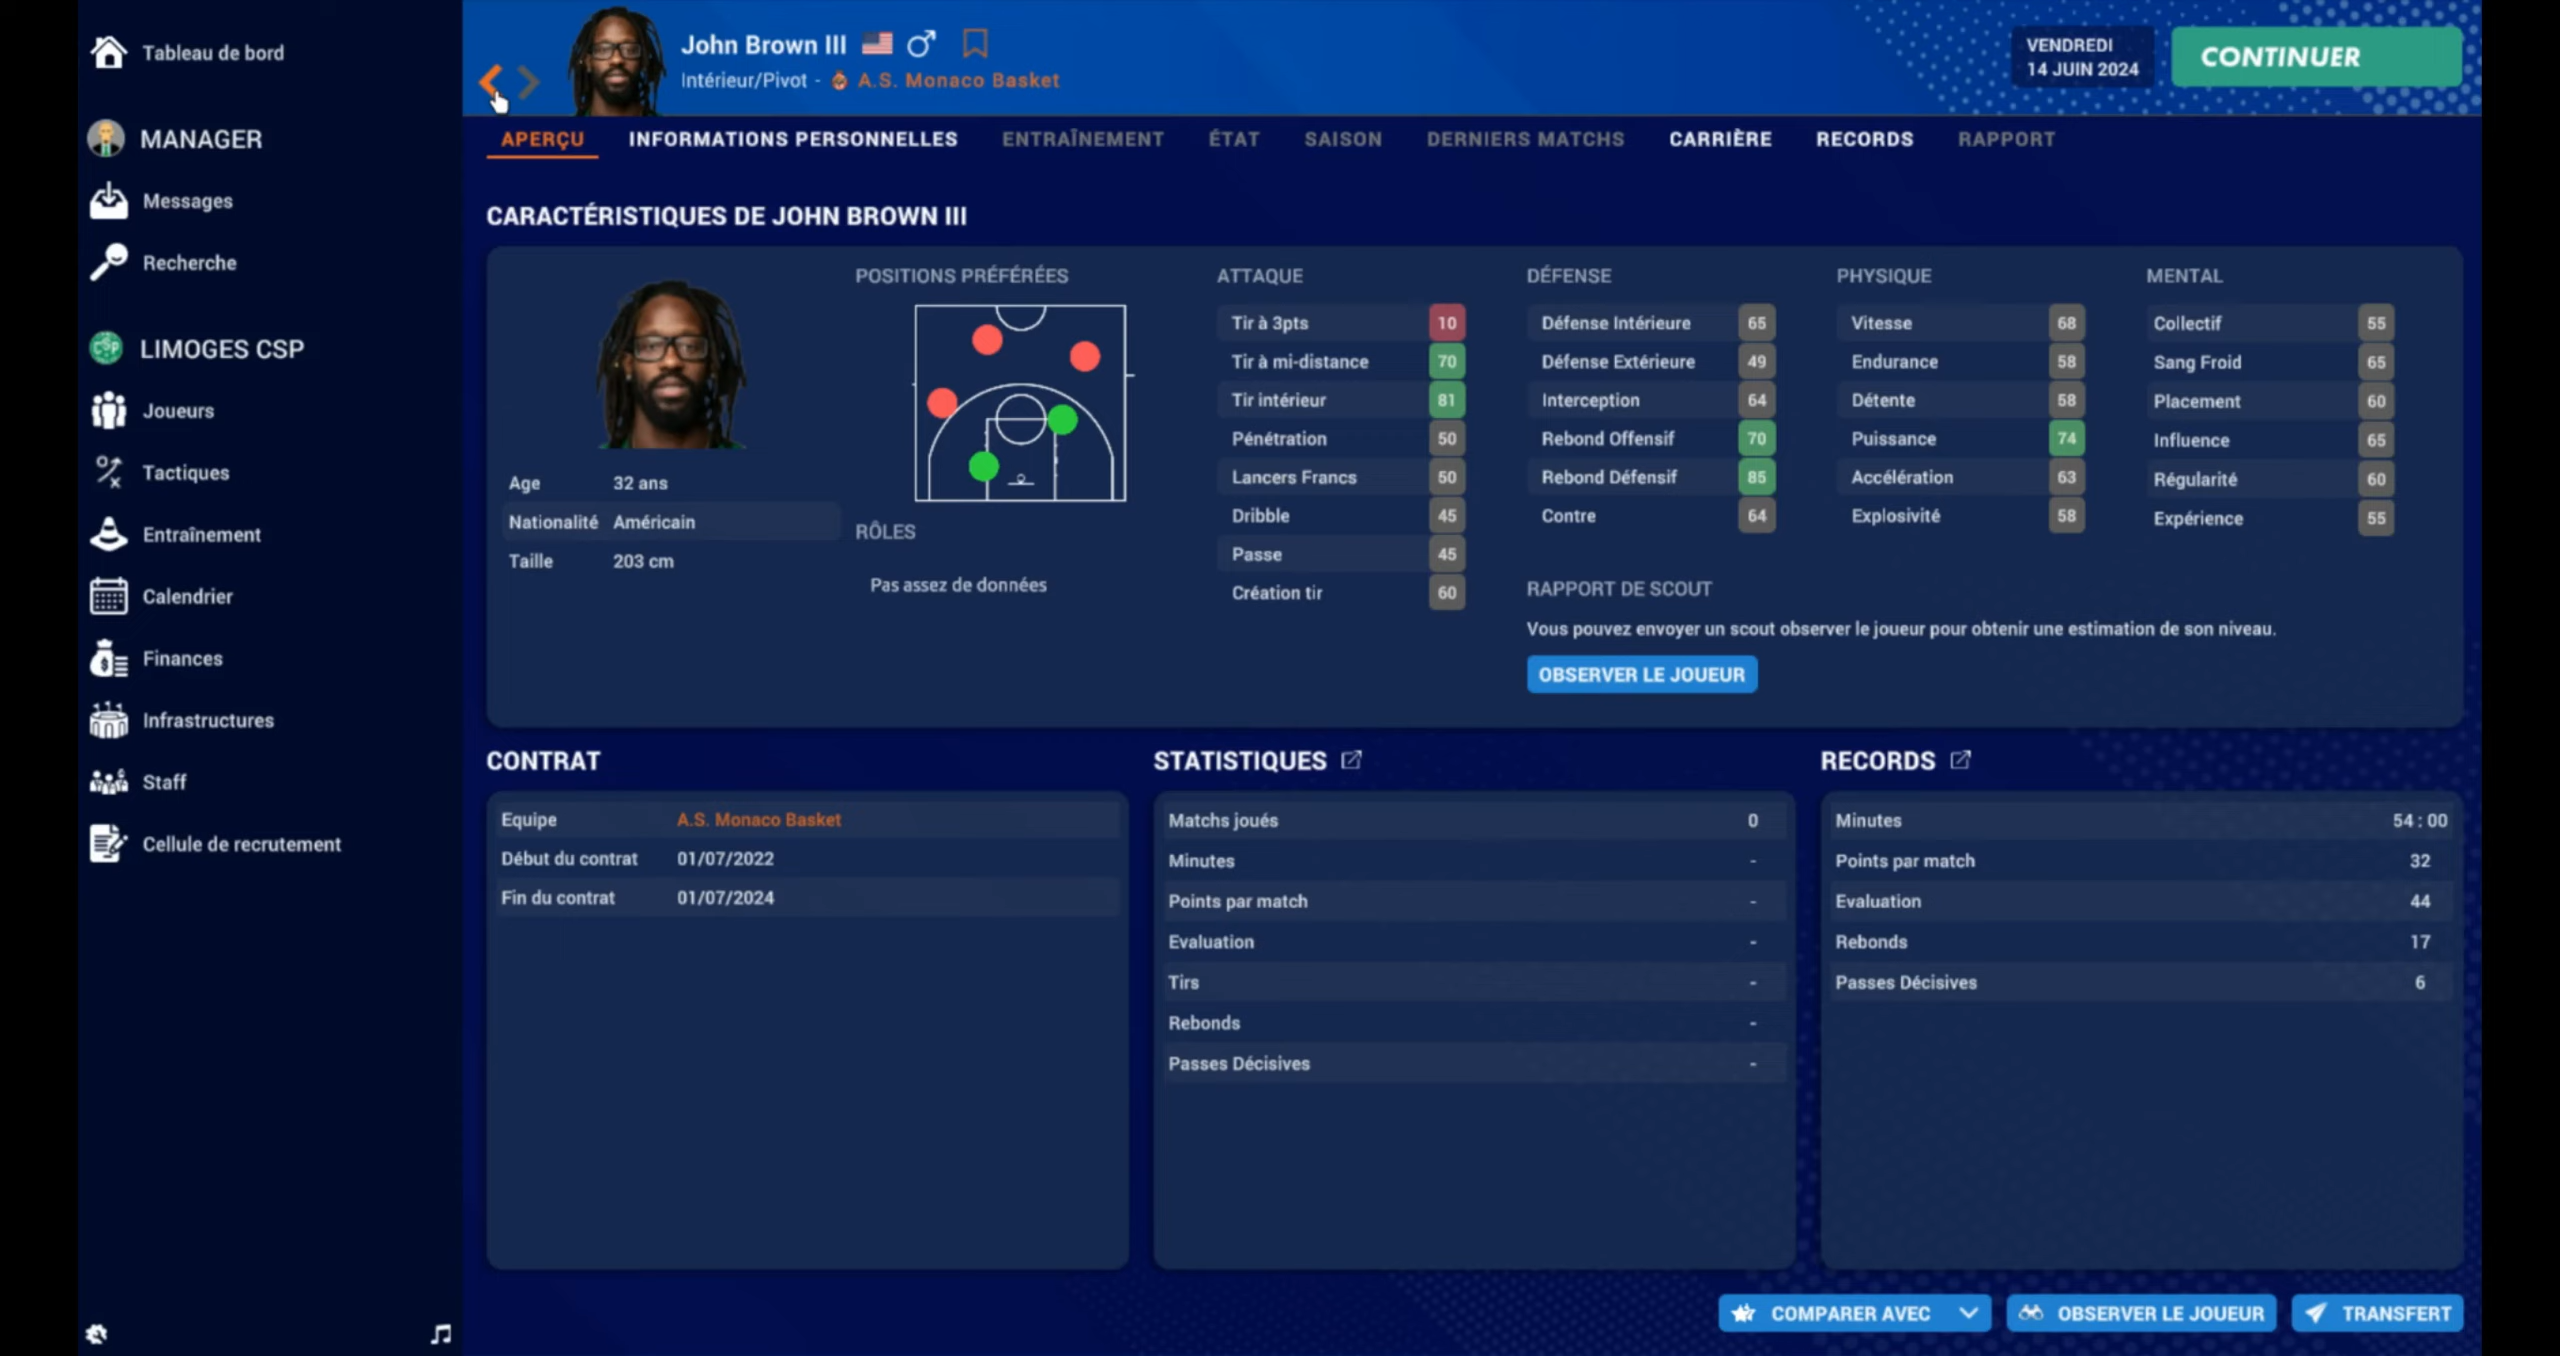 Tableau de bord
MANAGER
Messages
Recherche
CSP
LIMOGES CSP
Joueurs
Tactiques
Entraînement
Calendrier
Finances
Infrastructures
Staff
Cellule de recrutement
John Brown III
Intérieur/Pivot - A.S. Monaco Basket
VENDREDI
14 JUIN 2024
CONTINUER
APERÇU INFORMATIONS PERSONNELLES ENTRAÎNEMENT ÉTAT SAISON DERNIERS MATCHS CARRIÈRE RECORDS RAPPORT
CARACTÉRISTIQUES DE JOHN BROWN III
Age 32 ans
Nationalité Américain
Taille 203 cm
POSITIONS PRÉFÉRÉES
RÔLES
Pas assez de données
ATTAQUE
Tir à 3pts 10
Tir à mi-distance 70
Tir intérieur 81
Pénétration 50
Lancers Francs 50
Dribble 45
Passe 45
Création tir 60
DÉFENSE
Défense Intérieure 65
Défense Extérieure 49
Interception 64
Rebond Offensif 70
Rebond Défensif 85
Contre 64
PHYSIQUE
Vitesse 68
Endurance 58
Détente 58
Puissance 74
Accélération 63
Explosivité 58
MENTAL
Collectif 55
Sang Froid 65
Placement 60
Influence 65
Régularité 60
Expérience 55
RAPPORT DE SCOUT
Vous pouvez envoyer un scout observer le joueur pour obtenir une estimation de son niveau.
OBSERVER LE JOUEUR
CONTRAT
Equipe A.S. Monaco Basket
Début du contrat 01/07/2022
Fin du contrat 01/07/2024
STATISTIQUES
Matchs joués 0
Minutes -
Points par match -
Evaluation -
Tirs -
Rebonds -
Passes Décisives -
RECORDS
Minutes 54:00
Points par match 32
Evaluation 44
Rebonds 17
Passes Décisives 6
COMPARER AVEC OBSERVER LE JOUEUR TRANSFERT